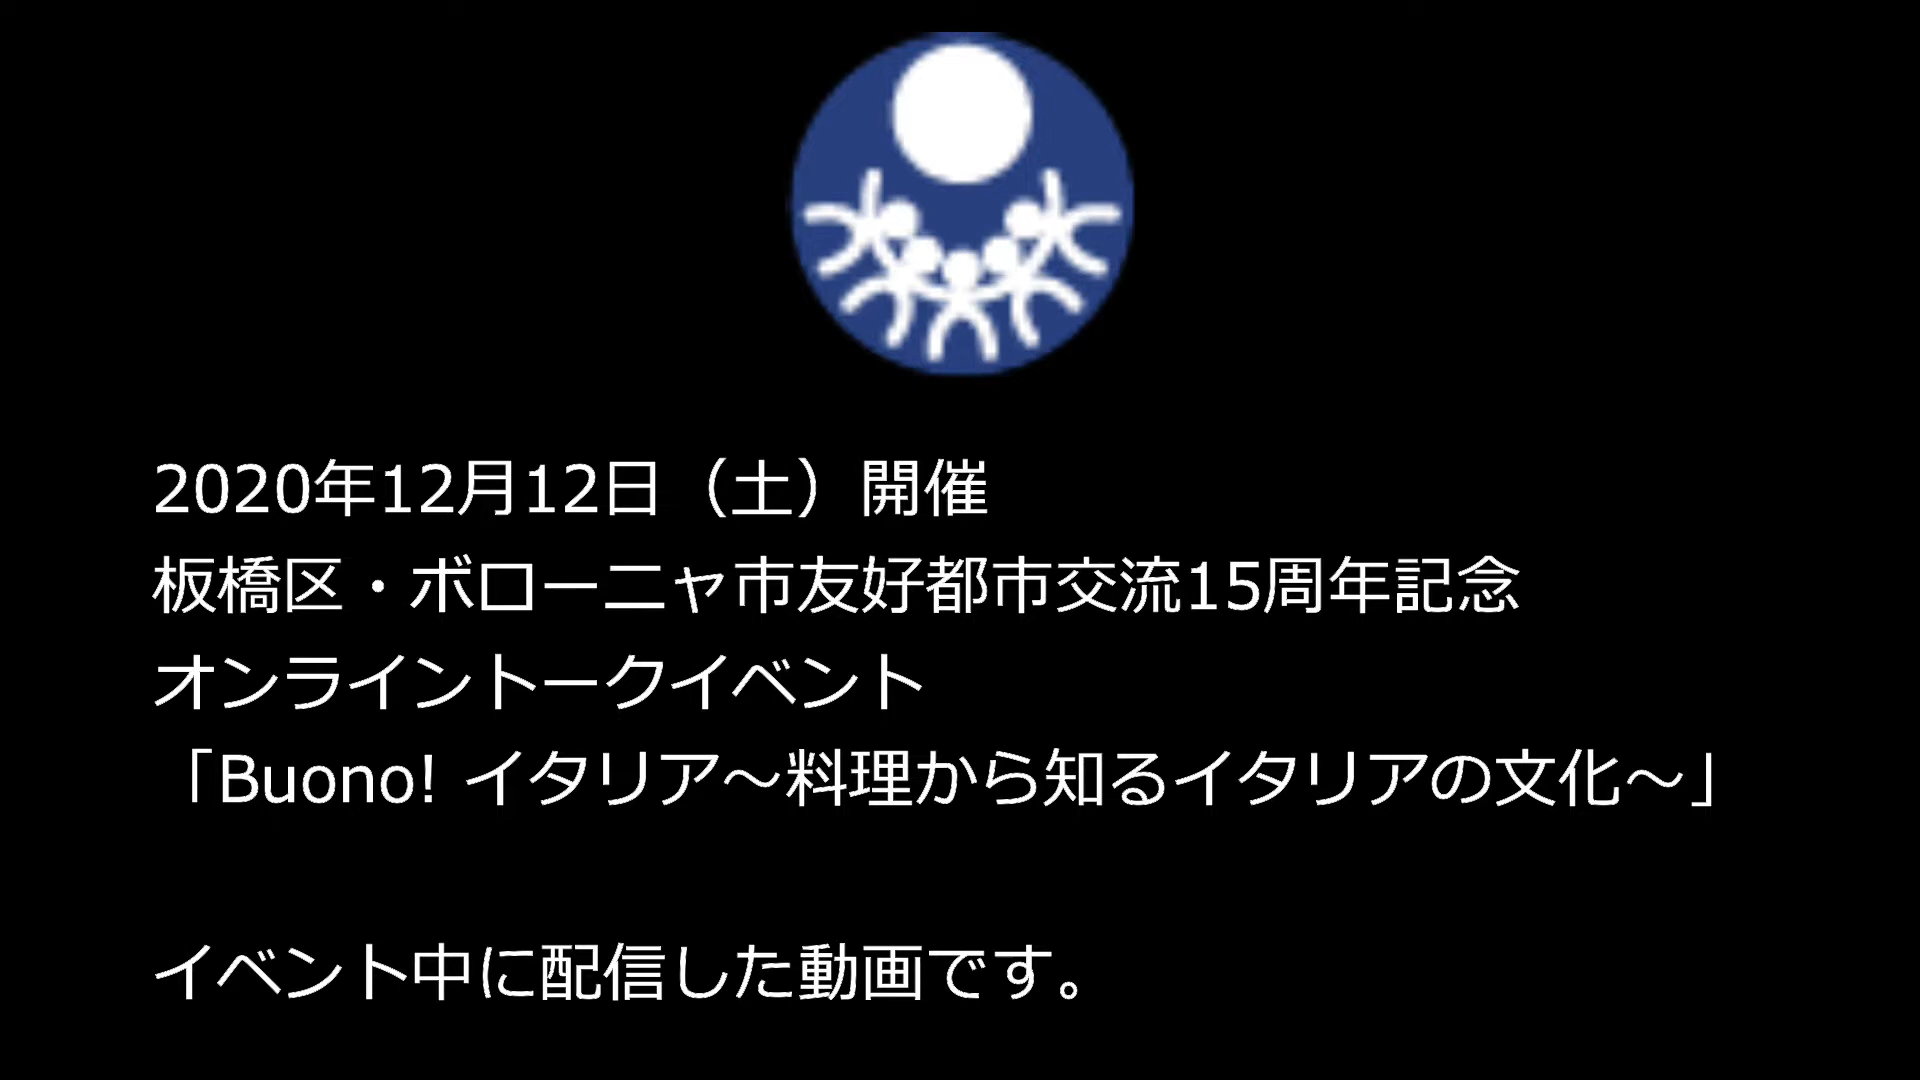 2020年12月12日（土）開催
板橋区・ボローニャ市友好都市交流15周年記念
オンライントークイベント
「Buono! イタリア～料理から知るイタリアの文化～」
イベント中に配信した動画です。